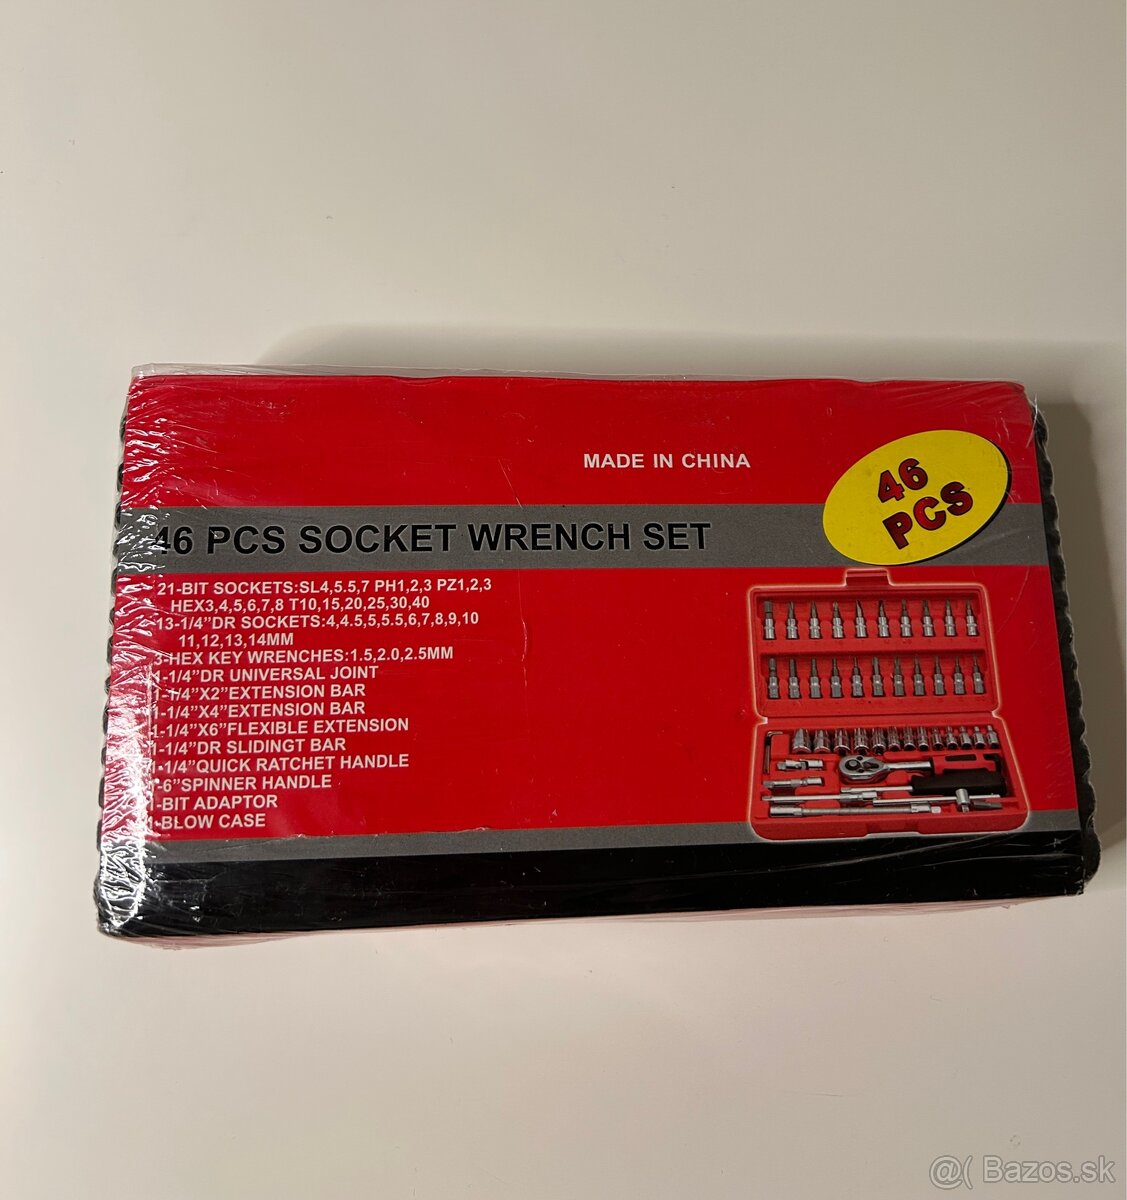 MADE IN CHINA
46
PCS
46 PCS SOCKET WRENCH SET
21-BIT SOCKETS:SL4,5.5,7 PH1,2,3 PZ1,2,3
HEX3,4,5,6,7,8 T10,15,20,25,30,40
13-1/4"DR SOCKETS:4,4.5,5,5.5,6,7,8,9,10
11,12,13,14MM
3-HEX KEY WRENCHES:1.5,2.0,2.5MM
1-1/4"DR UNIVERSAL JOINT
1-1/4"X2"EXTENSION BAR
1-1/4"X4"EXTENSION BAR
1-1/4"X6"FLEXIBLE EXTENSION
1-1/4"DR SLIDINGT BAR
1-1/4"QUICK RATCHET HANDLE
1-6"SPINNER HANDLE
1-BIT ADAPTOR
1-BLOW CASE
@( Bazos.sk